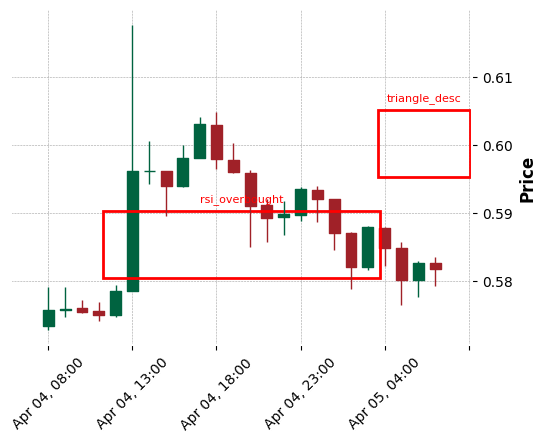 triangle_desc
rsi_overbought
0.61
0.60
0.59
0.58
Price
Apr 04, 08:00
Apr 04, 13:00
Apr 04, 18:00
Apr 04, 23:00
Apr 05, 04:00